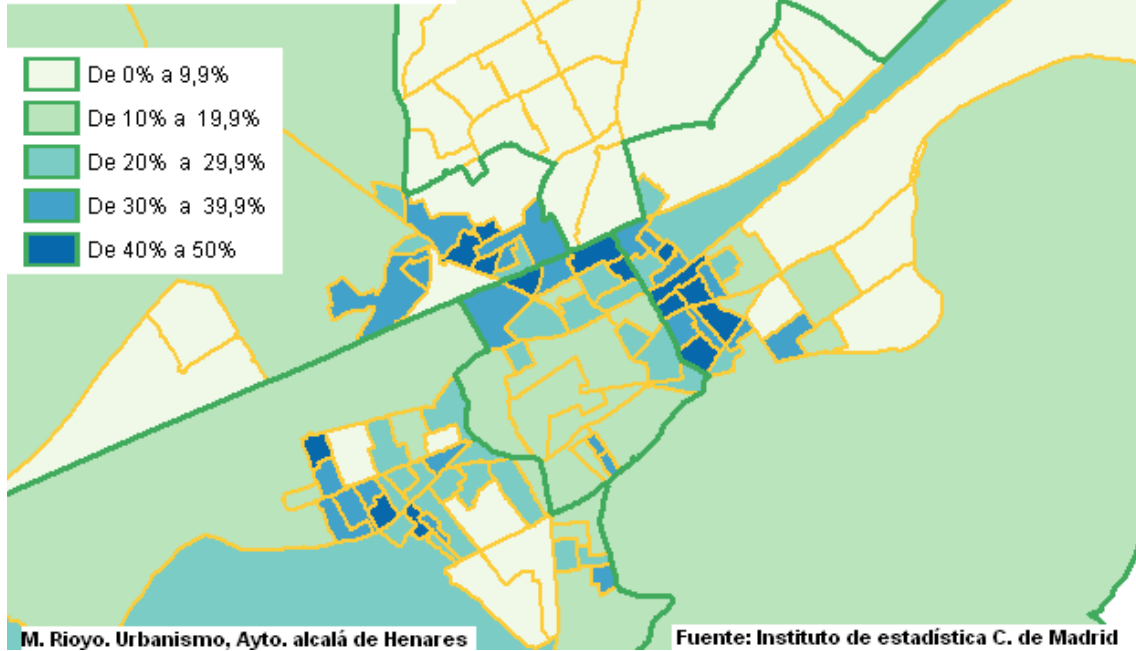 De 0% a 9,9%
De 10% a 19,9%
De 20% a 29,9%
De 30% a 39,9%
De 40% a 50%
M. Rioyo. Urbanismo, Ayto. alcalá de Henares
Fuente: Instituto de estadística C. de Madrid